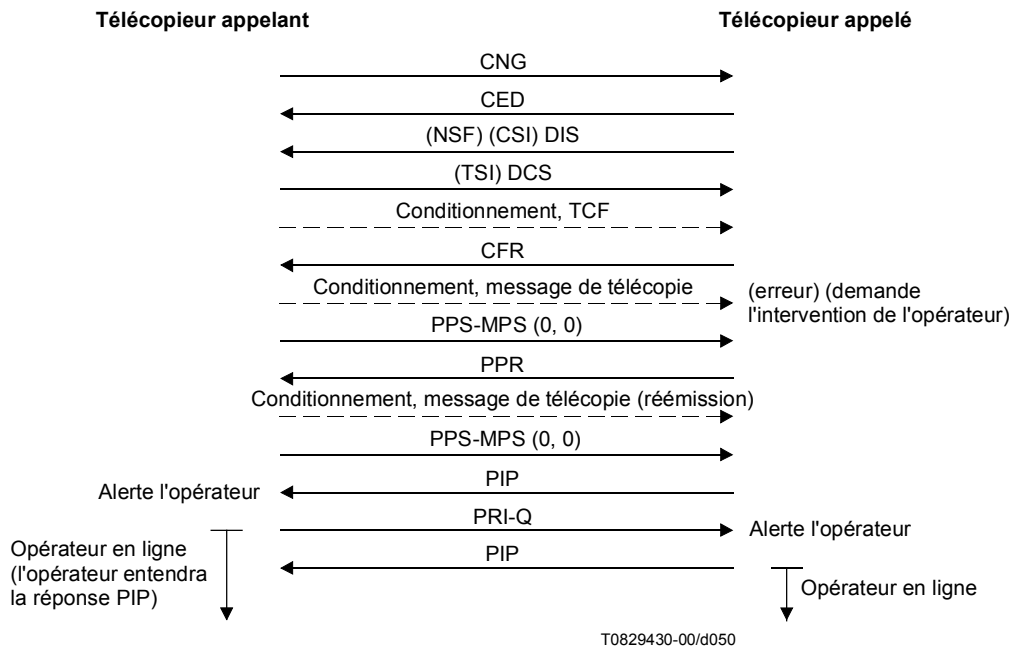 Télécopieur appelant
Télécopieur appelé
CNG
CED
(NSF) (CSI) DIS
(TSI) DCS
Conditionnement, TCF
CFR
Conditionnement, message de télécopie
(erreur) (demande
l'intervention de l'opérateur)
PPS-MPS (0, 0)
PPR
Conditionnement, message de télécopie (réémission)
PPS-MPS (0, 0)
PIP
Alerte l'opérateur
PRI-Q
Alerte l'opérateur
Opérateur en ligne
(l'opérateur entendra
la réponse PIP)
PIP
Opérateur en ligne
T0829430-00/d050